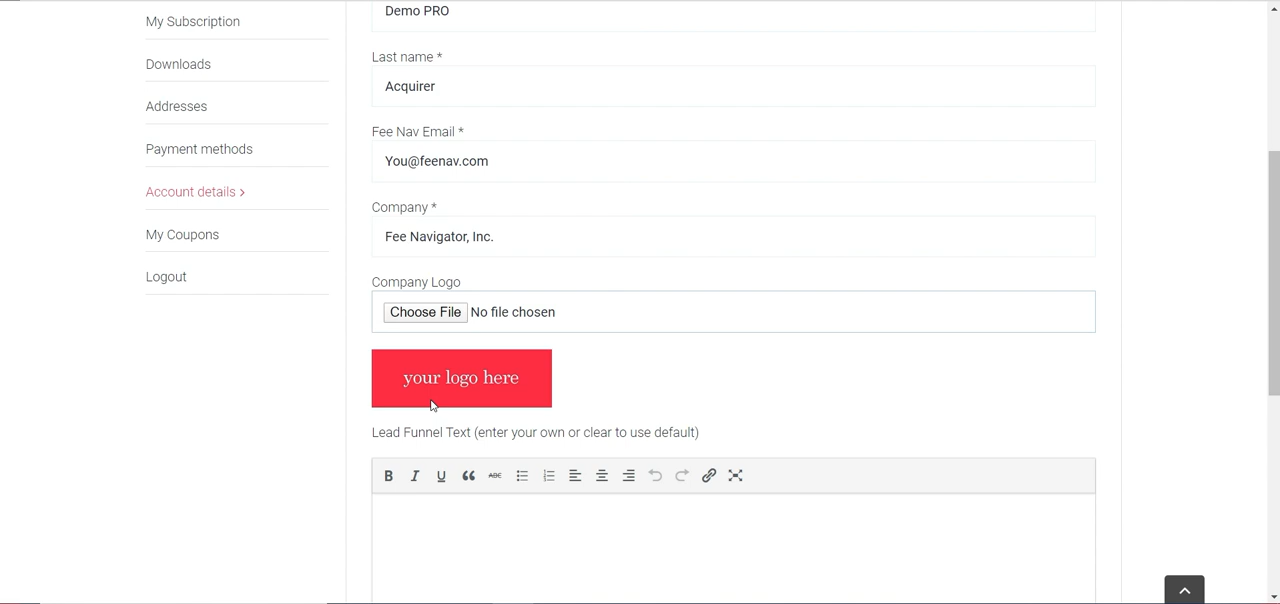 My Subscription
Downloads
Addresses
Payment methods
Account details >
My Coupons
Logout
Demo PRO
Last name *
Acquirer
Fee Nav Email *
You@feenav.com
Company *
Fee Navigator, Inc.
Company Logo
Choose File No file chosen
your logo here
Lead Funnel Text (enter your own or clear to use default)
B I U ABC